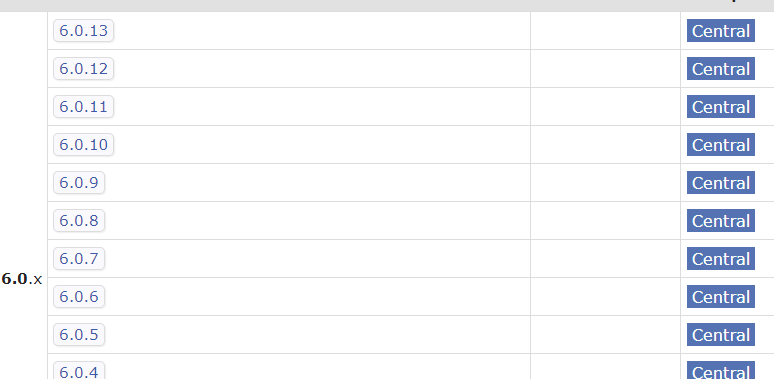 6.0.13 Central
6.0.12 Central
6.0.11 Central
6.0.10 Central
6.0.9 Central
6.0.8 Central
6.0.7 Central
6.0.x
6.0.6 Central
6.0.5 Central
6.0.4 Central